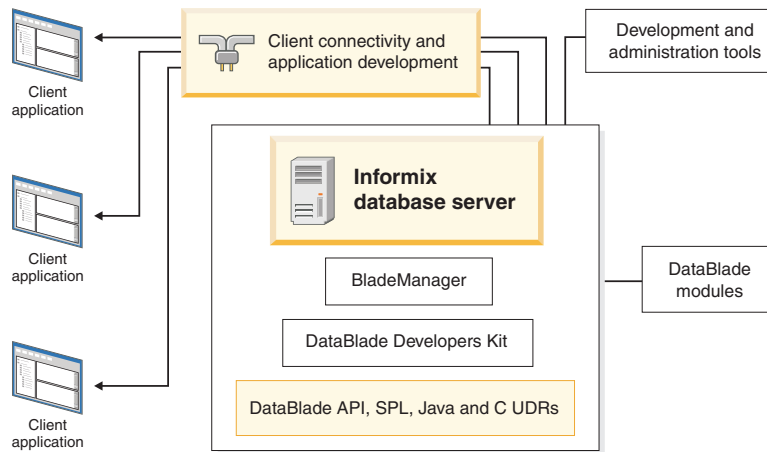 Client connectivity and
application development
Development and
administration tools
Client
application
Informix
database server
Client
application
BladeManager
DataBlade
modules
DataBlade Developers Kit
DataBlade API, SPL, Java and C UDRs
Client
application